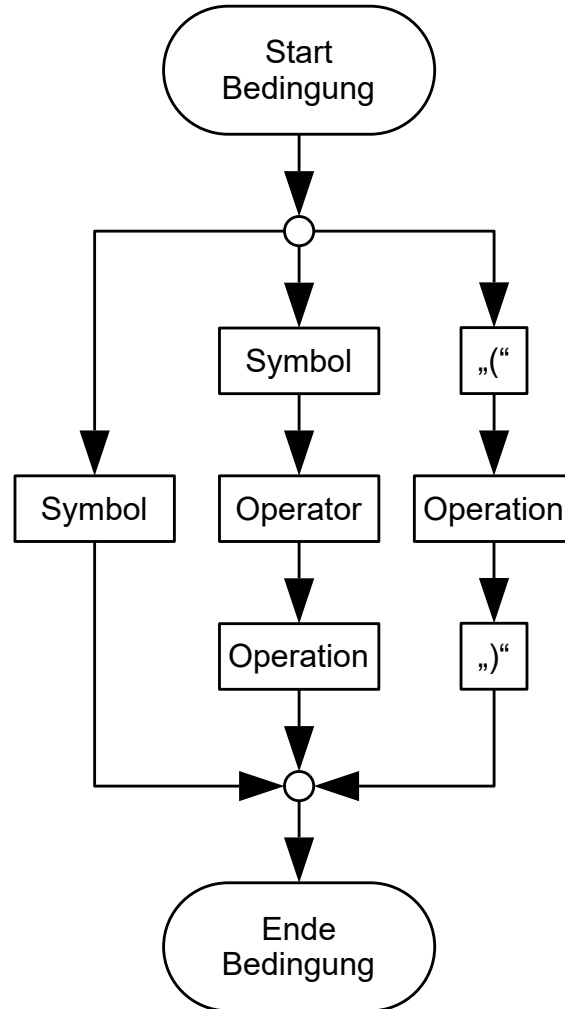 Start
Bedingung
Symbol
„(“
Symbol
Operator
Operation
Operation
„)“
Ende
Bedingung